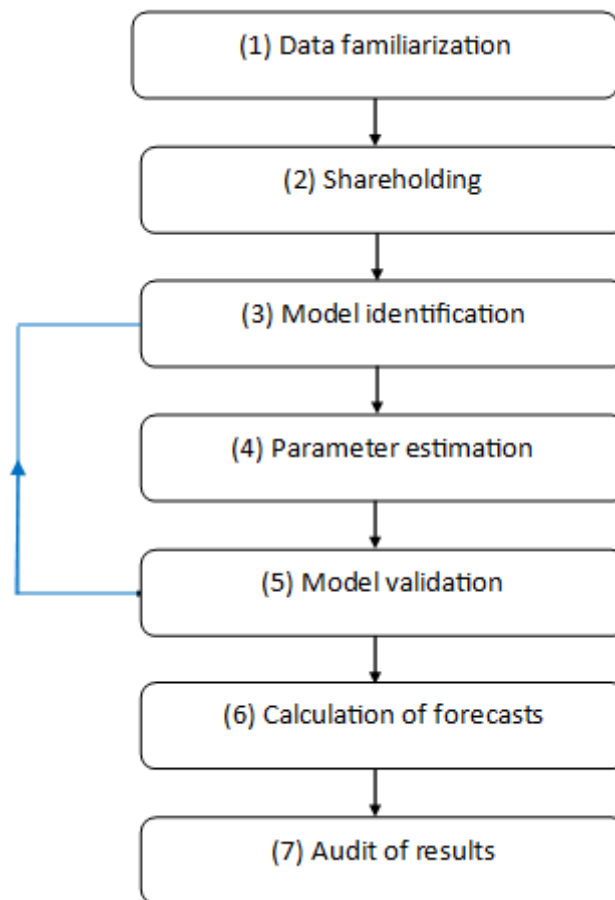 (1) Data familiarization
(2) Shareholding
(3) Model identification
(4) Parameter estimation
(5) Model validation
(6) Calculation of forecasts
(7) Audit of results